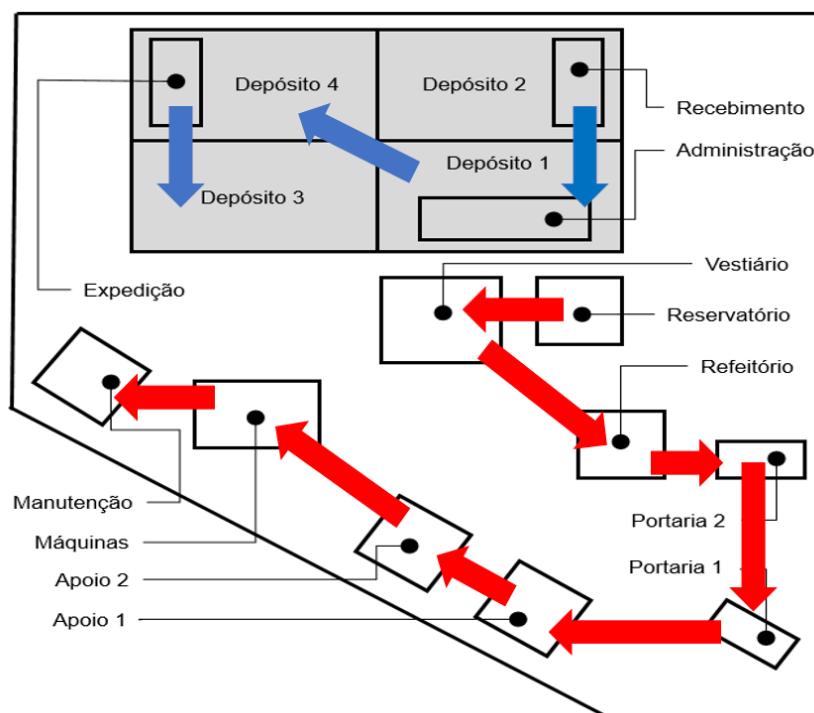 Depósito 4
Depósito 2
Recebimento
Administração
Depósito 1
Depósito 3
Vestiário
Expedição
Reservatório
Refeitório
Manutenção
Portaria 2
Máquinas
Portaria 1
Apoio 2
Apoio 1